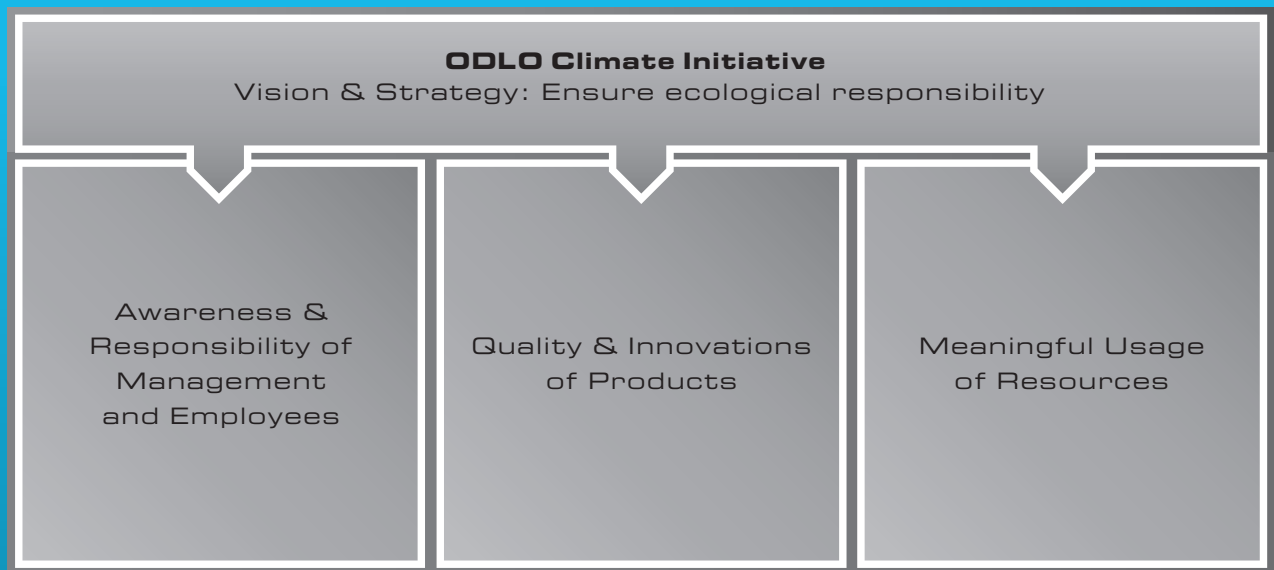 ODLO Climate Initiative
Vision & Strategy: Ensure ecological responsibility
Awareness &
Responsibility of
Management
and Employees
Quality & Innovations
of Products
Meaningful Usage
of Resources